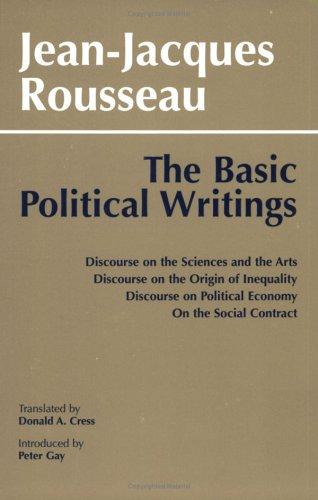 Jean-Jacques
Rousseau
The Basic
Political Writings
Discourse on the Sciences and the Arts
Discourse on the Origin of Inequality
Discourse on Political Economy
On the Social Contract
Translated by
Donald A. Cress
Introduced by
Peter Gay